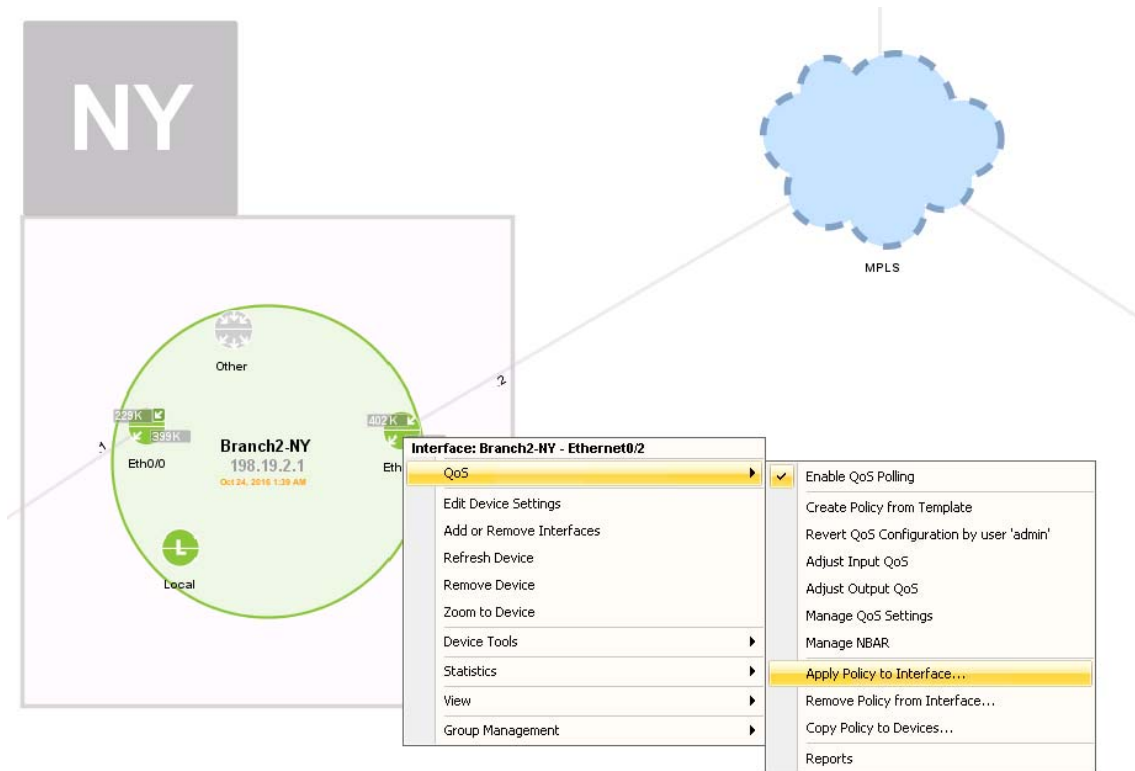 NY
MPLS
Other
.2
229K
399K
402 K
.1
Branch2-NY
198.19.2.1
Oct 24, 2016 1:39 AM
Eth0/0
Eth
L
Local
Interface: Branch2-NY - Ethernet0/2
QoS
Edit Device Settings
Add or Remove Interfaces
Refresh Device
Remove Device
Zoom to Device
Device Tools
Statistics
View
Group Management
Enable QoS Polling
Create Policy from Template
Revert QoS Configuration by user 'admin'
Adjust Input QoS
Adjust Output QoS
Manage QoS Settings
Manage NBAR
Apply Policy to Interface...
Remove Policy from Interface...
Copy Policy to Devices...
Reports